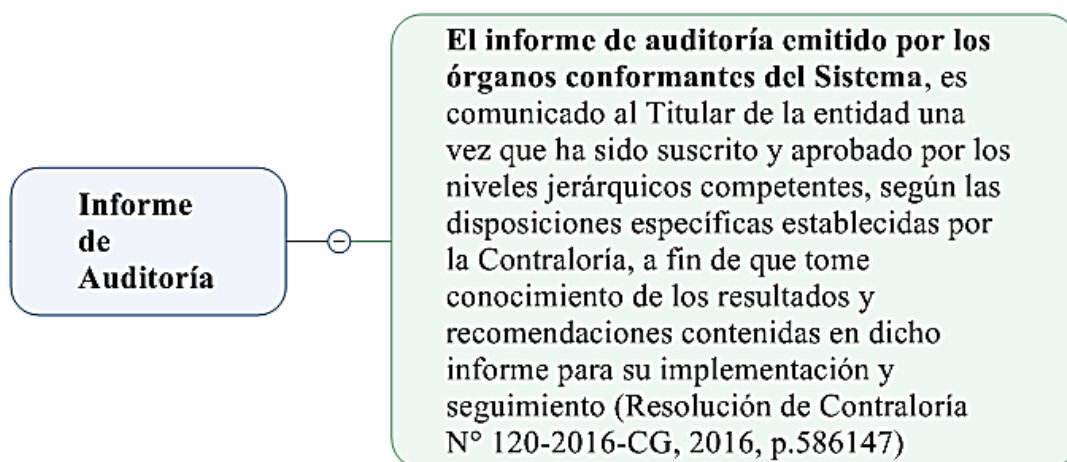 Informe
de
Auditoría
El informe de auditoría emitido por los
órganos conformantes del Sistema, es
comunicado al Titular de la entidad una
vez que ha sido suscrito y aprobado por los
niveles jerárquicos competentes, según las
disposiciones específicas establecidas por
la Contraloría, a fin de que tome
conocimiento de los resultados y
recomendaciones contenidas en dicho
informe para su implementación y
seguimiento (Resolución de Contraloría
N° 120-2016-CG, 2016, p.586147)